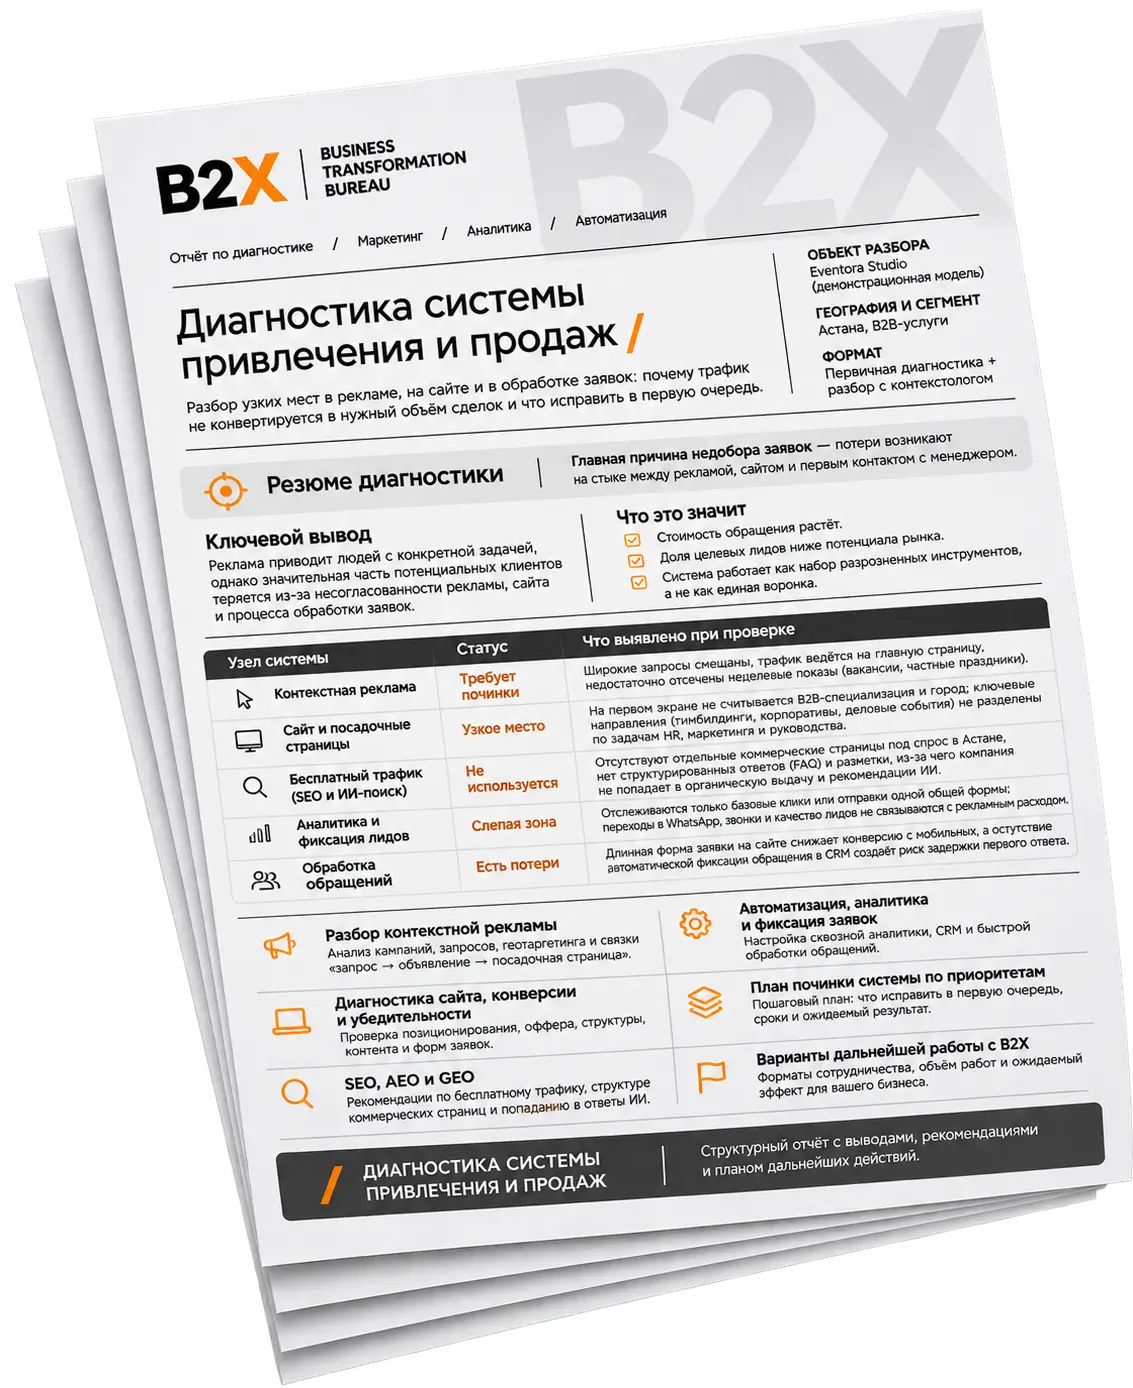 B2X
B2X
BUSINESS
TRANSFORMATION
BUREAU
Отчёт по диагностике / Маркетинг / Аналитика / Автоматизация
Диагностика системы
привлечения и продаж /
Разбор узких мест в рекламе, на сайте и в обработке заявок: почему трафик
не конвертируется в нужный объём сделок и что исправить в первую очередь.
ОБЪЕКТ РАЗБОРА
Eventora Studio
(демонстрационная модель)
ГЕОГРАФИЯ И СЕГМЕНТ
Астана, B2B-услуги
ФОРМАТ
Первичная диагностика +
разбор с контекстологом
Резюме диагностики
Главная причина недобора заявок — потери возникают
на стыке между рекламой, сайтом и первым контактом с менеджером.
Ключевой вывод
Реклама приводит людей с конкретной задачей,
однако значительная часть потенциальных клиентов
теряется из-за несогласованности рекламы, сайта
и процесса обработки заявок.
Что это значит
Стоимость обращения растёт.
Доля целевых лидов ниже потенциала рынка.
Система работает как набор разрозненных инструментов,
а не как единая воронка.
Узел системы
Статус
Что выявлено при проверке
Контекстная реклама
Требует
починки
Широкие запросы смешаны, трафик ведётся на главную страницу,
недостаточно отсечены нецелевые показы (вакансии, частные праздники).
Сайт и посадочные
страницы
Узкое место
На первом экране не считывается B2B-специализация и город; ключевые
направления (тимбилдинги, корпоративы, деловые события) не разделены
по задачам HR, маркетинга и руководства.
Бесплатный трафик
(SEO и ИИ-поиск)
Не
используется
Отсутствуют отдельные коммерческие страницы под спрос в Астане,
нет структурированных ответов (FAQ) и разметки, из-за чего компания
не попадает в органическую выдачу и рекомендации ИИ.
Аналитика и
фиксация лидов
Слепая зона
Отслеживаются только базовые клики или отправки одной общей формы;
переходы в WhatsApp, звонки и качество лидов не связываются с рекламным расходом.
Обработка
обращений
Есть потери
Длинная форма заявки на сайте снижает конверсию с мобильных, а остуствие
автоматической фиксации обращения в CRM создаёт риск задержки первого ответа.
Разбор контекстной рекламы
Анализ кампаний, запросов, геотаргетинга и связки
«запрос → объявление → посадочная страница».
Автоматизация, аналитика
и фиксация заявок
Настройка сквозной аналитики, CRM и быстрой
обработки обращений.
Диагностика сайта, конверсии
и убедительности
Проверка позиционирования, оффера, структуры,
контента и форм заявок.
План починки системы по приоритетам
Пошаговый план: что исправить в первую очередь,
сроки и ожидаемый результат.
SEO, AEO и GEO
Рекомендации по бесплатному трафику, структуре
коммерческих страниц и попаданию в ответы ИИ.
Варианты дальнейшей работы с B2X
Форматы сотрудничества, объём работ и ожидаемый
эффект для вашего бизнеса.
/ ДИАГНОСТИКА СИСТЕМЫ
ПРИВЛЕЧЕНИЯ И ПРОДАЖ
Структурный отчёт с выводами, рекомендациями
и планом дальнейших действий.